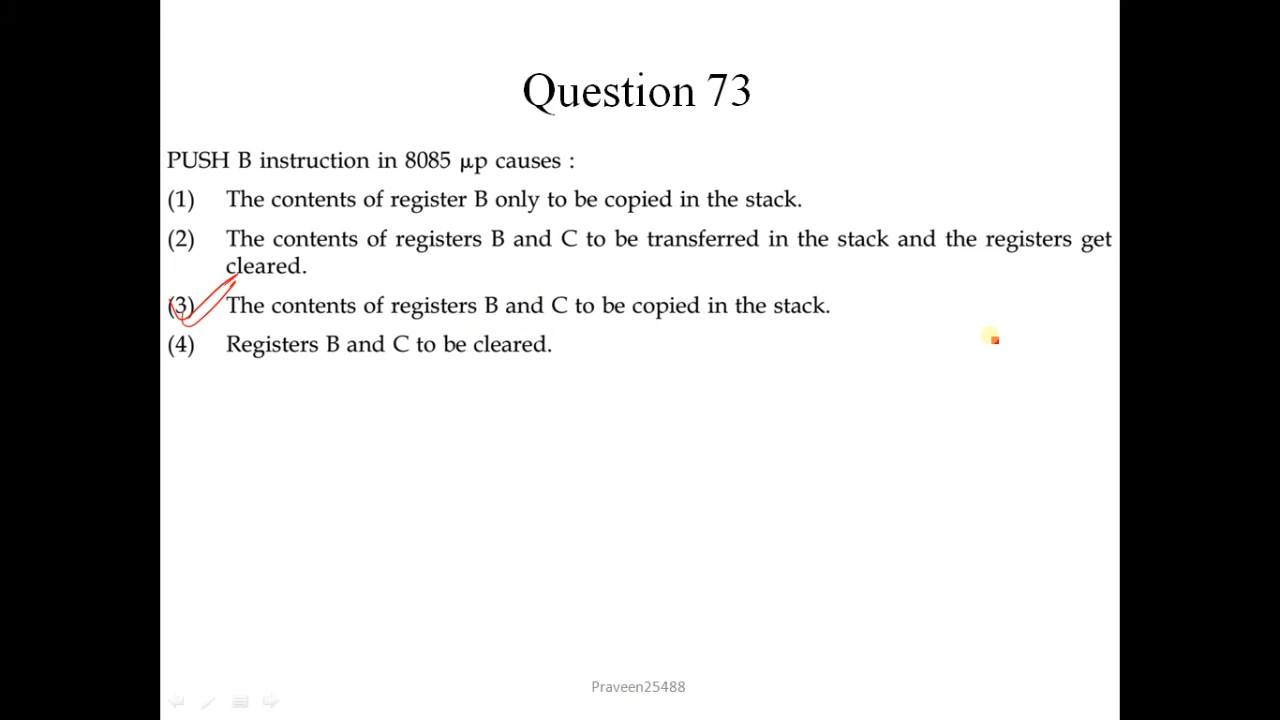 Question 73
PUSH B instruction in 8085 μp causes :
(1) The contents of register B only to be copied in the stack.
(2) The contents of registers B and C to be transferred in the stack and the registers get
cleared.
(3) The contents of registers B and C to be copied in the stack.
(4) Registers B and C to be cleared.
Praveen25488